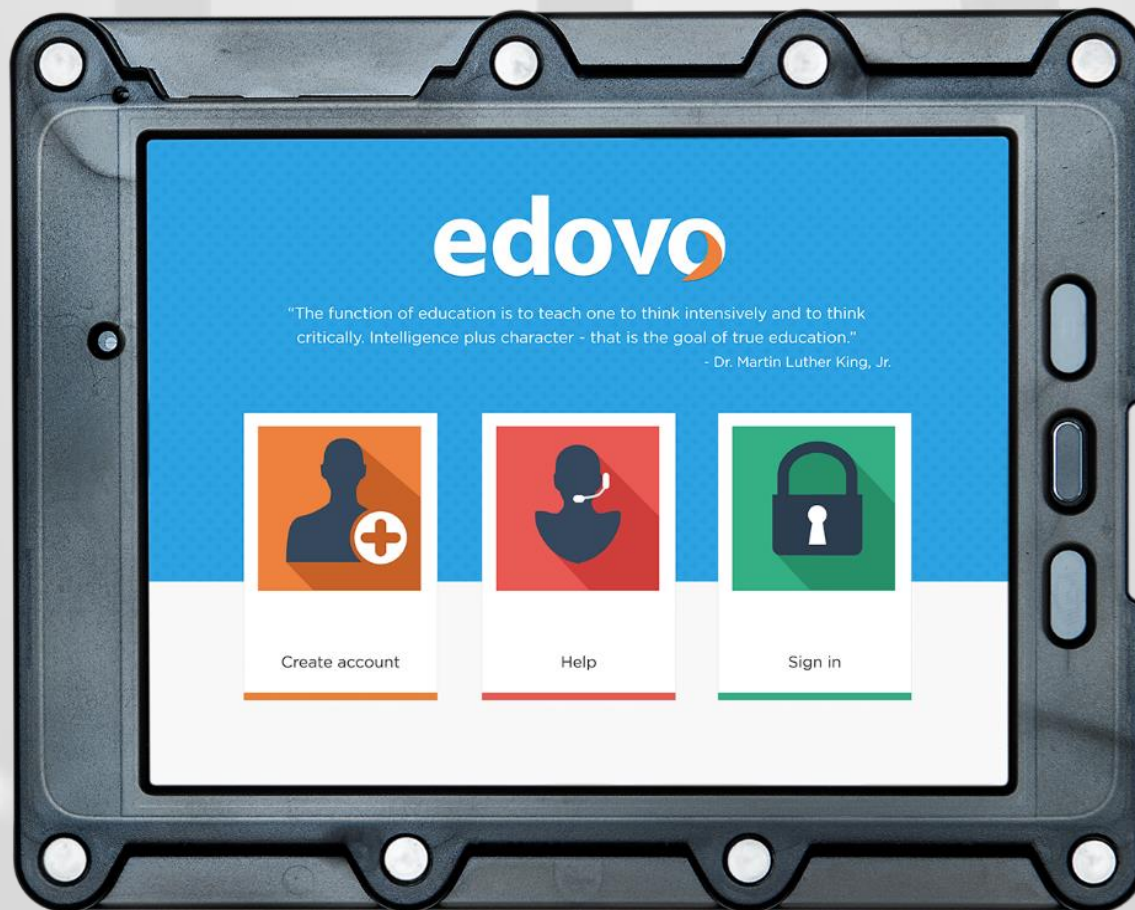 edovo
“The function of education is to teach one to think intensively and to think
critically. Intelligence plus character - that is the goal of true education.”
- Dr. Martin Luther King, Jr.
Create account
Help
Sign in